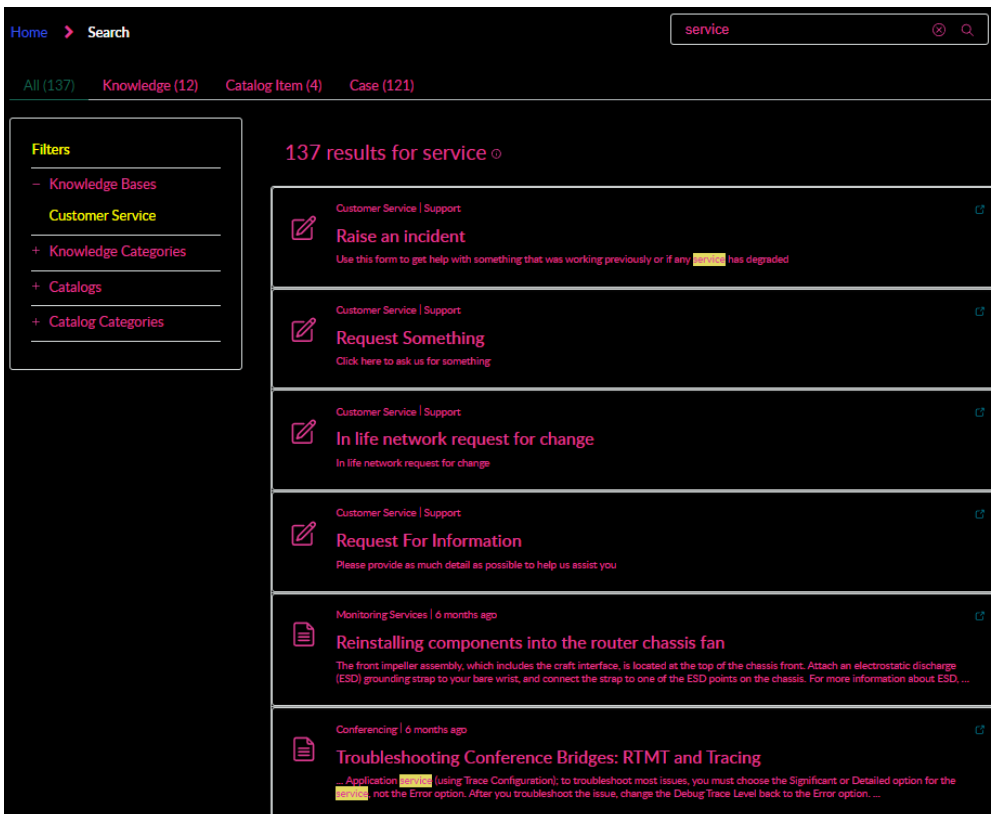 Home > Search
service
All (137) Knowledge (12) Catalog Item (4) Case (121)
Filters
− Knowledge Bases
Customer Service
+ Knowledge Categories
+ Catalogs
+ Catalog Categories
137 results for service
Customer Service | Support
Raise an incident
Use this form to get help with something that was working previously or if any service has degraded
Customer Service | Support
Request Something
Click here to ask us for something
Customer Service | Support
In life network request for change
In life network request for change
Customer Service | Support
Request For Information
Please provide as much detail as possible to help us assist you
Monitoring Services | 6 months ago
Reinstalling components into the router chassis fan
The front impeller assembly, which includes the craft interface, is located at the top of the chassis front. Attach an electrostatic discharge
(ESD) grounding strap to your bare wrist, and connect the strap to one of the ESD points on the chassis. For more information about ESD, ...
Conferencing | 6 months ago
Troubleshooting Conference Bridges: RTMT and Tracing
... Application service (using Trace Configuration); to troubleshoot most issues, you must choose the Significant or Detailed option for the
service, not the Error option. After you troubleshoot the issue, change the Debug Trace Level back to the Error option. ...